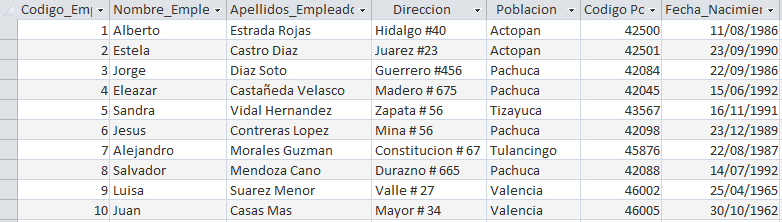 Codigo_Emp Nombre_Emple Apellidos_Empleado Direccion Poblacion Codigo Po Fecha_Nacimier
1 Alberto Estrada Rojas Hidalgo #40 Actopan 42500 11/08/1986
2 Estela Castro Diaz Juarez #23 Actopan 42501 23/09/1990
3 Jorge Diaz Soto Guerrero #456 Pachuca 42084 22/09/1986
4 Eleazar Castañeda Velasco Madero # 675 Pachuca 42045 15/06/1992
5 Sandra Vidal Hernandez Zapata # 56 Tizayuca 43567 16/11/1991
6 Jesus Contreras Lopez Mina # 56 Pachuca 42098 23/12/1989
7 Alejandro Morales Guzman Constitucion # 67 Tulancingo 45876 22/08/1987
8 Salvador Mendoza Cano Durazno # 665 Pachuca 42088 14/07/1992
9 Luisa Suarez Menor Valle # 27 Valencia 46002 25/04/1965
10 Juan Casas Mas Mayor # 34 Valencia 46005 30/10/1962